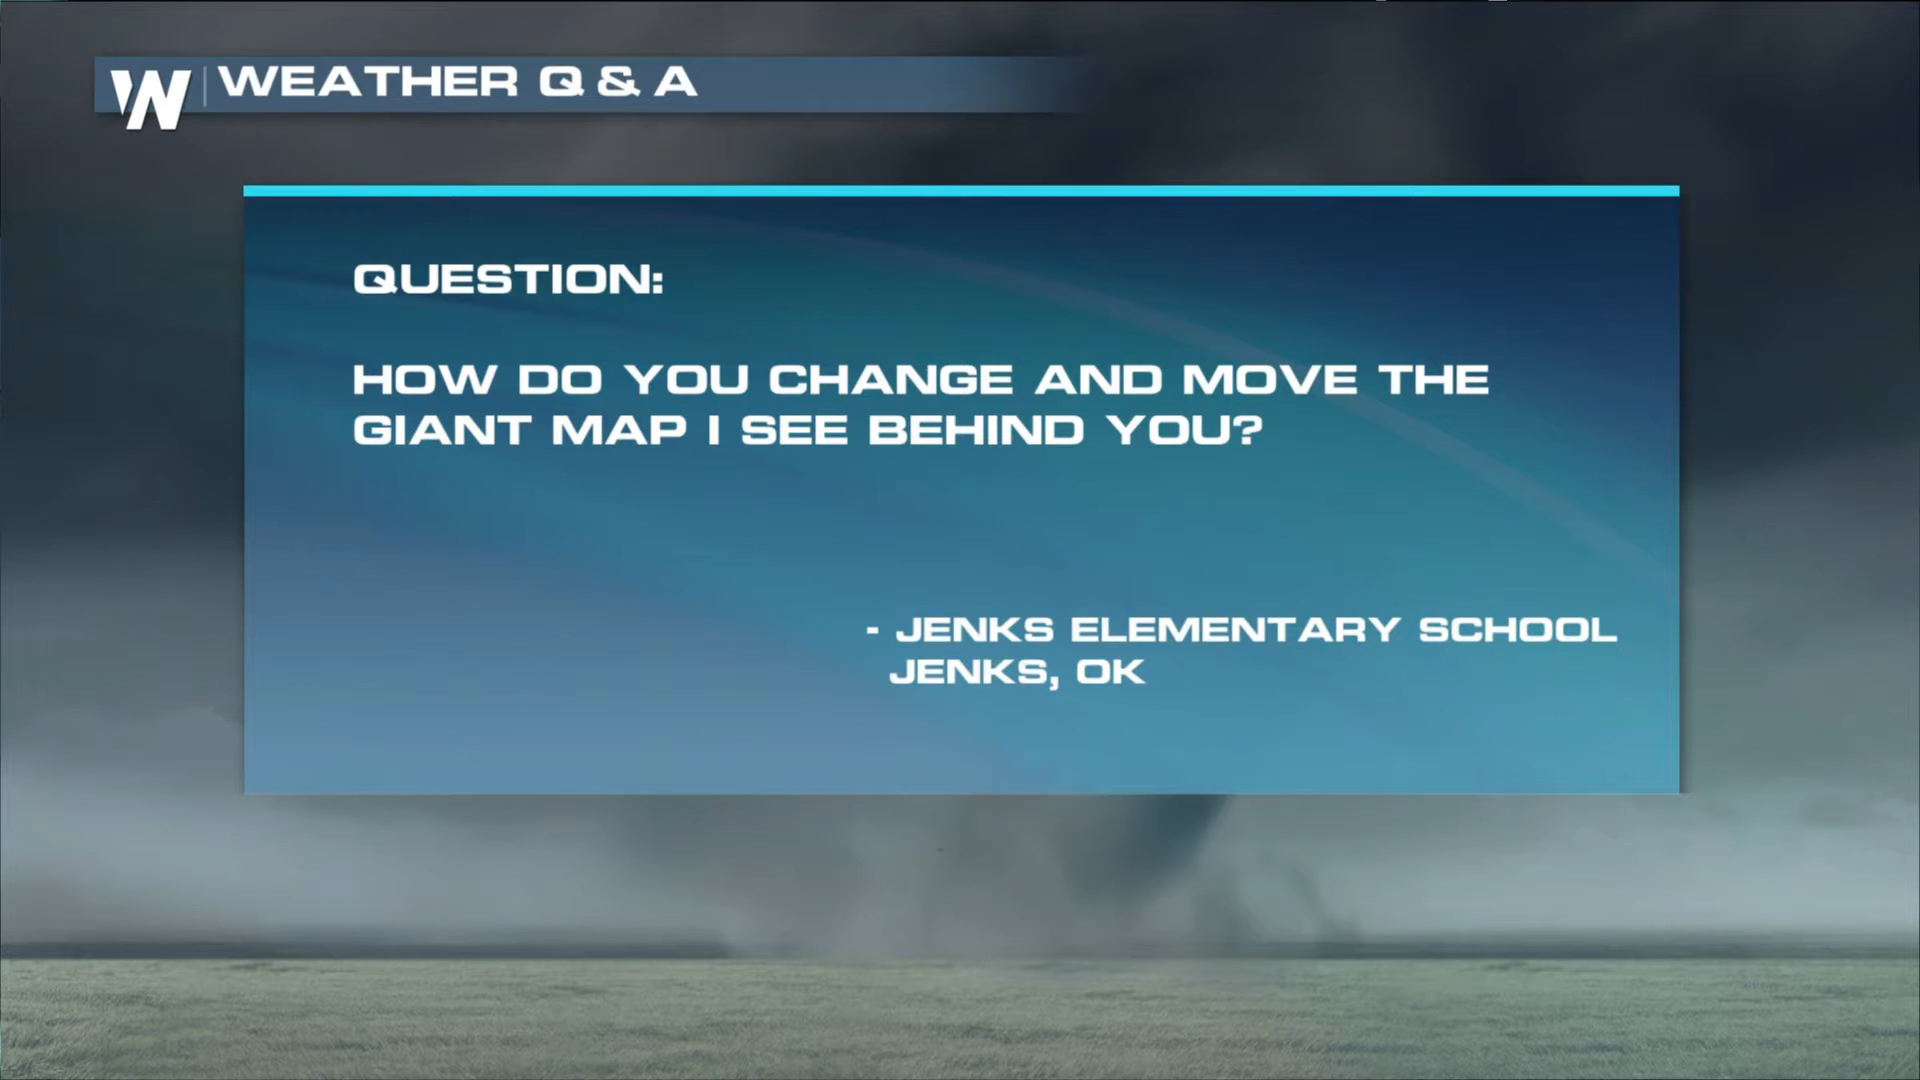 W WEATHER Q & A
QUESTION:
HOW DO YOU CHANGE AND MOVE THE
GIANT MAP I SEE BEHIND YOU?
- JENKS ELEMENTARY SCHOOL
JENKS, OK